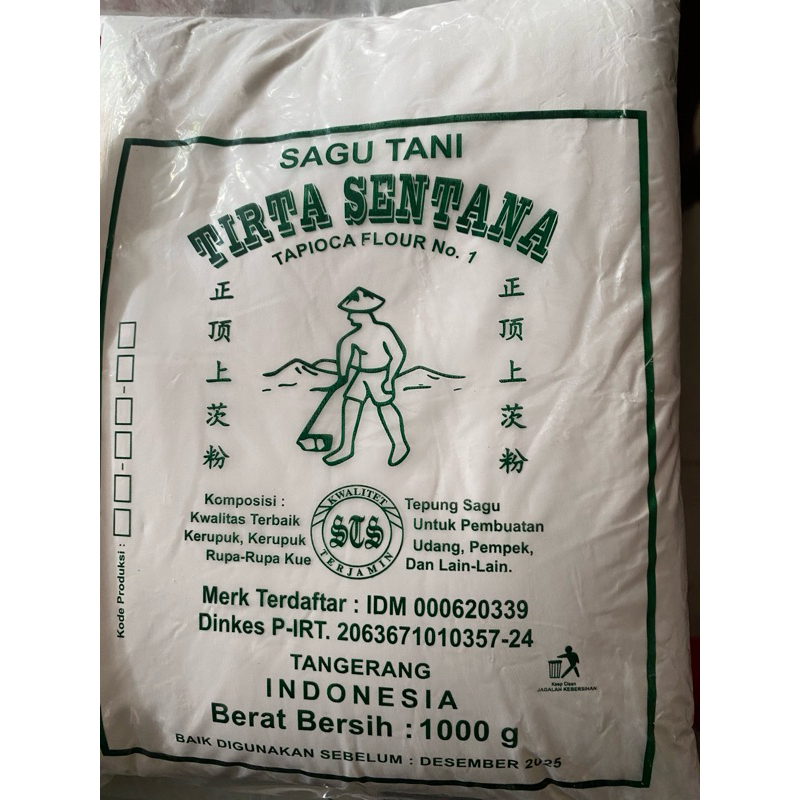 SAGU TANI
TIRTA SENTANA
TAPIOCA FLOUR No. 1
正顶上茨粉
正顶上茨粉
Komposisi : Tepung Sagu
Kwalitas Terbaik Untuk Pembuatan
Kerupuk, Kerupuk Udang, Pempek,
Rupa-Rupa Kue Dan Lain-Lain.
KWALITET
STS
TERJAMIN
Merk Terdaftar : IDM 000620339
Dinkes P-IRT. 2063671010357-24
TANGERANG
INDONESIA
Berat Bersih : 1000 g
BAIK DIGUNAKAN SEBELUM : DESEMBER 2025
Kode Produksi :
Keep Clean
JAGALAH KEBERSIHAN